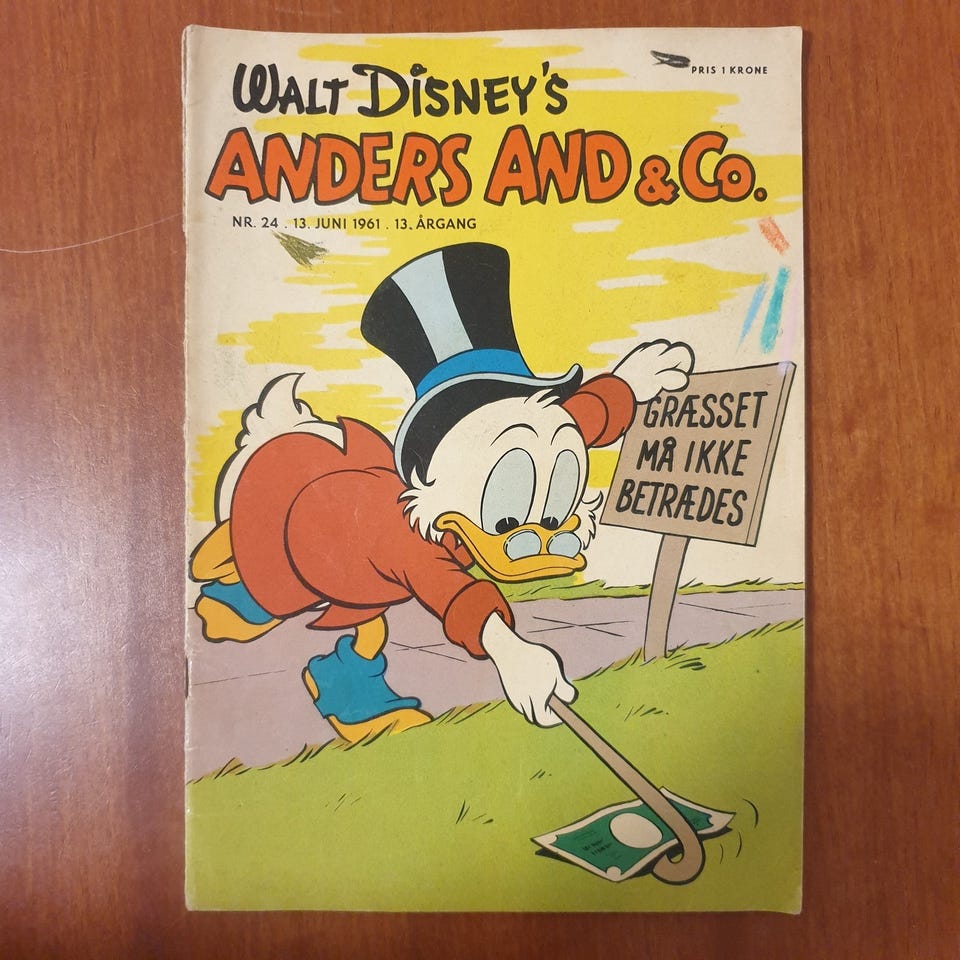 WALT DISNEY'S
PRIS 1 KRONE
ANDERS AND & Co.
NR. 24 . 13. JUNI 1961 . 13. ÅRGANG
GRÆSSET
MÅ IKKE
BETRÆDES